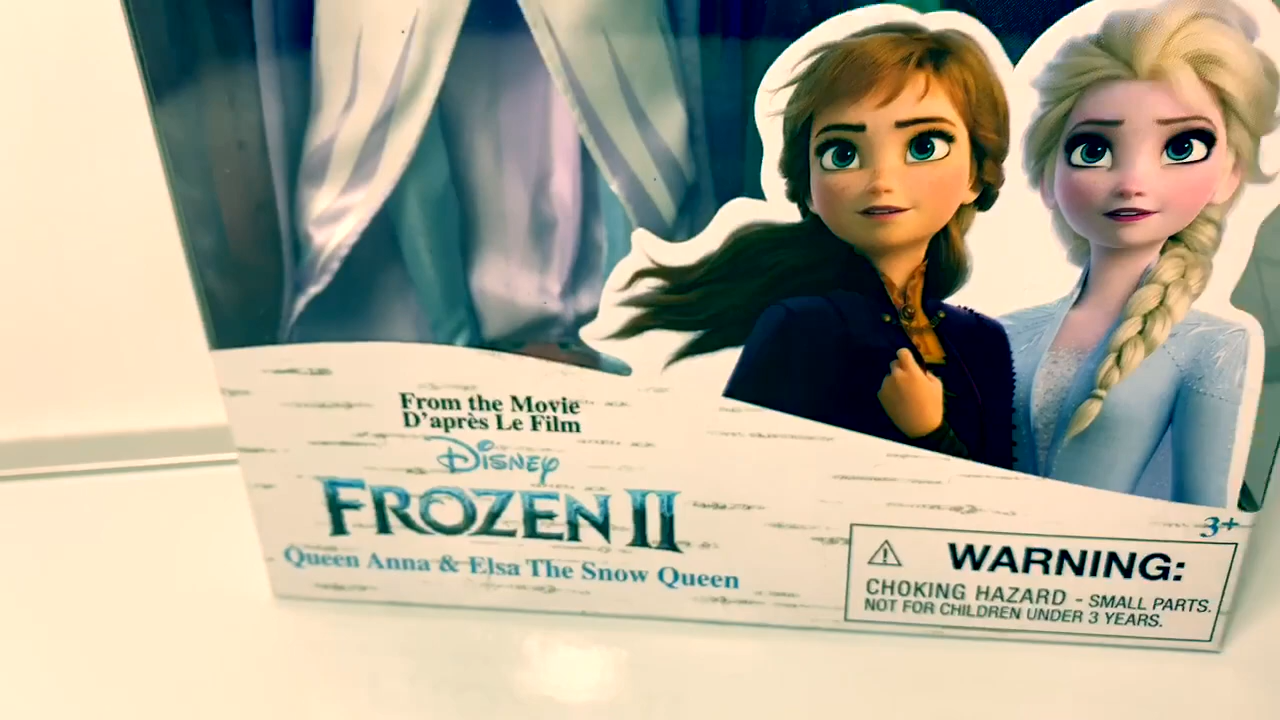 From the Movie
D'après Le Film
Disney
FROZEN II
Queen Anna & Elsa The Snow Queen
3+
WARNING:
CHOKING HAZARD - SMALL PARTS.
NOT FOR CHILDREN UNDER 3 YEARS.